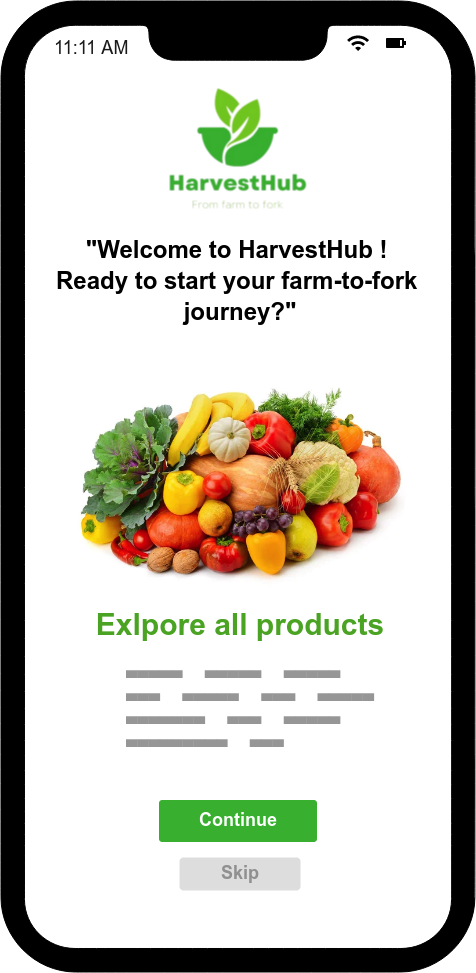 11:11 AM
HarvestHub
From farm to fork
"Welcome to HarvestHub !
Ready to start your farm-to-fork
journey?"
Exlpore all products
Continue
Skip